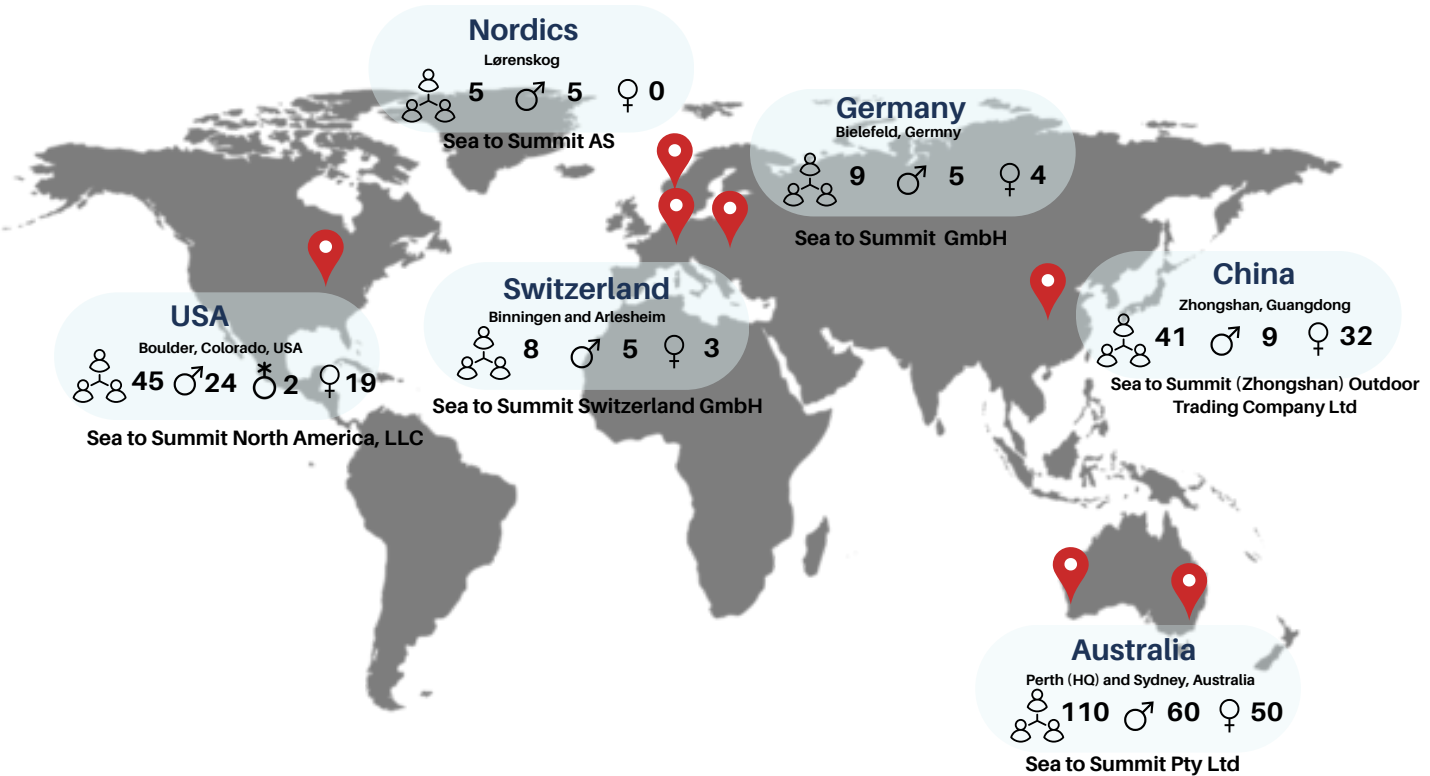 Nordics
Lørenskog
5 5 0
Sea to Summit AS
Germany
Bielefeld, Germny
9 5 4
Sea to Summit GmbH
USA
Boulder, Colorado, USA
45 24 2 19
Sea to Summit North America, LLC
Switzerland
Binningen and Arlesheim
8 5 3
Sea to Summit Switzerland GmbH
China
Zhongshan, Guangdong
41 9 32
Sea to Summit (Zhongshan) Outdoor
Trading Company Ltd
Australia
Perth (HQ) and Sydney, Australia
110 60 50
Sea to Summit Pty Ltd